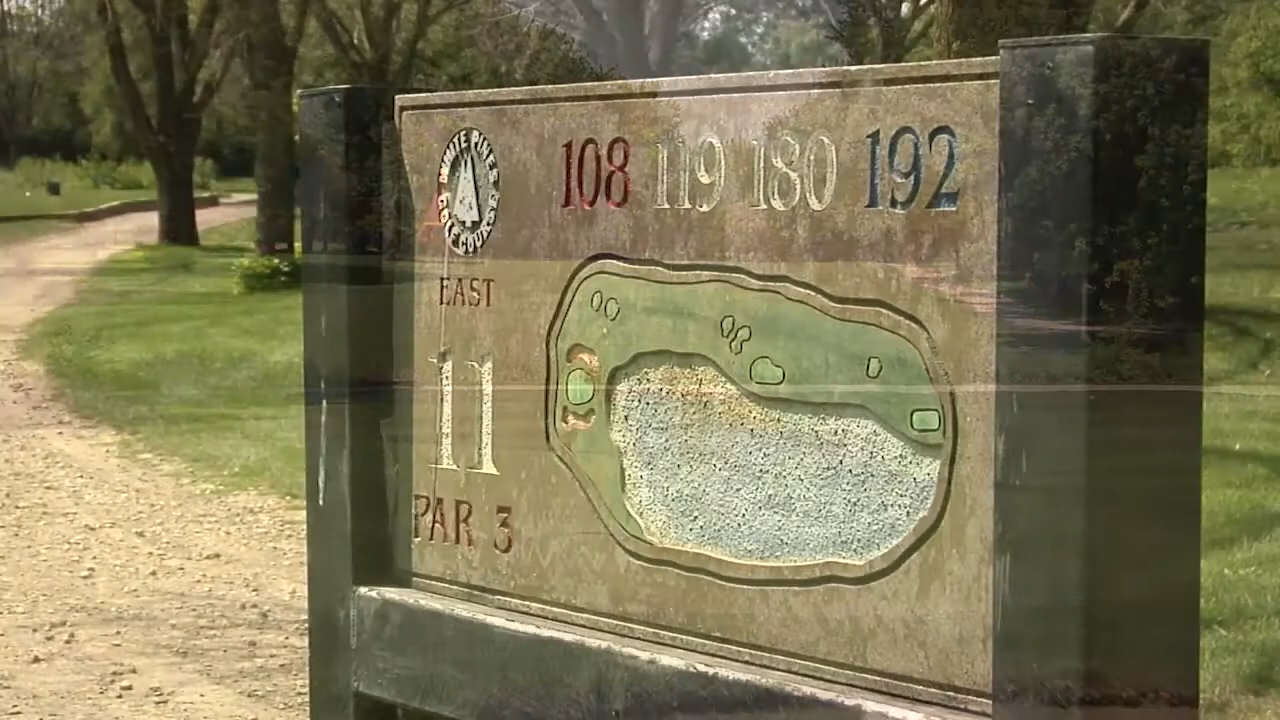 WHITE PINES
GOLF COURSE
108 119 180 192
EAST
11
PAR 3